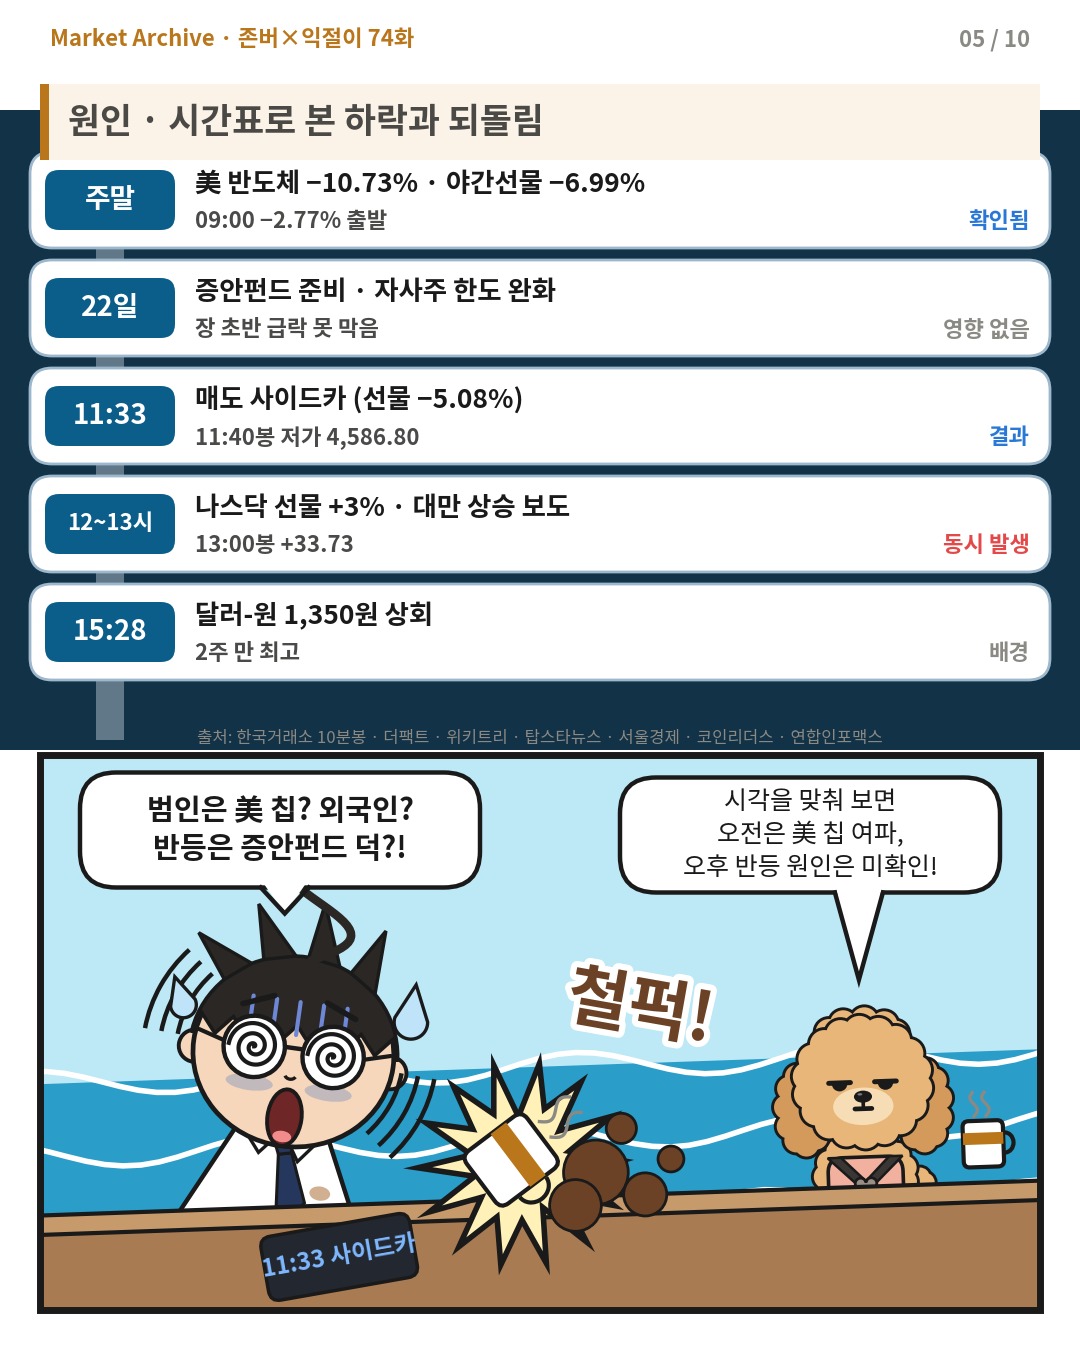 Market Archive · 존버×익절이 74화
05 / 10
원인 · 시간표로 본 하락과 되돌림
주말
美 반도체 −10.73% · 야간선물 −6.99%
09:00 −2.77% 출발
확인됨
22일
증안펀드 준비 · 자사주 한도 완화
장 초반 급락 못 막음
영향 없음
11:33
매도 사이드카 (선물 −5.08%)
11:40봉 저가 4,586.80
결과
12~13시
나스닥 선물 +3% · 대만 상승 보도
13:00봉 +33.73
동시 발생
15:28
달러-원 1,350원 상회
2주 만 최고
배경
출처: 한국거래소 10분봉 · 더팩트 · 위키트리 · 탑스타뉴스 · 서울경제 · 코인리더스 · 연합인포맥스
범인은 美 칩? 외국인?
반등은 증안펀드 덕?!
시각을 맞춰 보면
오전은 美 칩 여파,
오후 반등 원인은 미확인!
철퍽!
11:33 사이드카